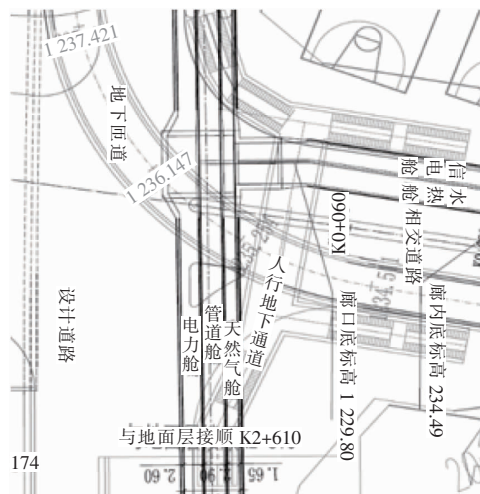 1 237.421
地下匝道
1 236.147
信水
电热
舱舱
相交道路
K0+060
人行地下通道
设计道路
电力舱
管道舱
天然气舱
廊口底标高 1 229.80
廊内底标高 234.49
与地面层接顺 K2+610
174
2.60
2.90
1.65